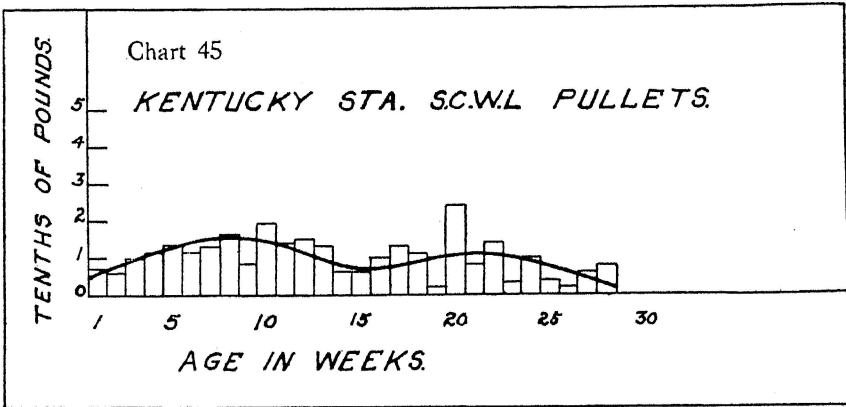 Chart 45
KENTUCKY STA. S.C.W.L PULLETS.
TENTHS OF POUNDS.
5
4
3
2
1
0
1 5 10 15 20 25 30
AGE IN WEEKS.